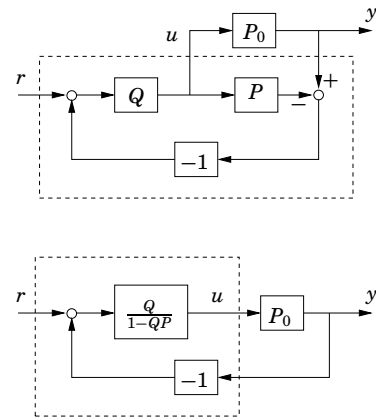 u P₀ y
r Q P + −
−1
r Q/(1−QP) u P₀ y
−1